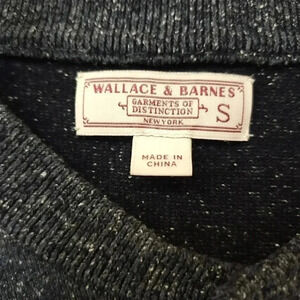 WALLACE & BARNES
GARMENTS OF
DISTINCTION
NEW YORK
S
MADE IN
CHINA